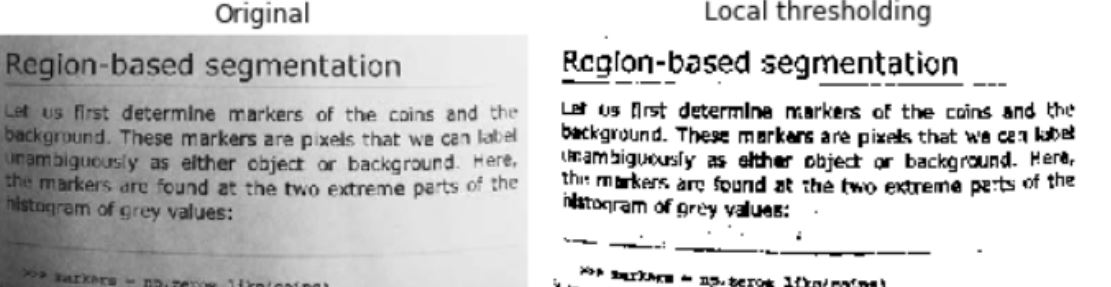 Original
Region-based segmentation
Let us first determine markers of the coins and the
background. These markers are pixels that we can label
unambiguously as either object or background. Here,
the markers are found at the two extreme parts of the
histogram of grey values:
>>> markers = np.zeros_like(coins)
Local thresholding
Region-based segmentation
Let us first determine markers of the coins and the
background. These markers are pixels that we can label
unambiguously as either object or background. Here,
the markers are found at the two extreme parts of the
histogram of grey values:
>>> markers = np.zeros_like(coins)